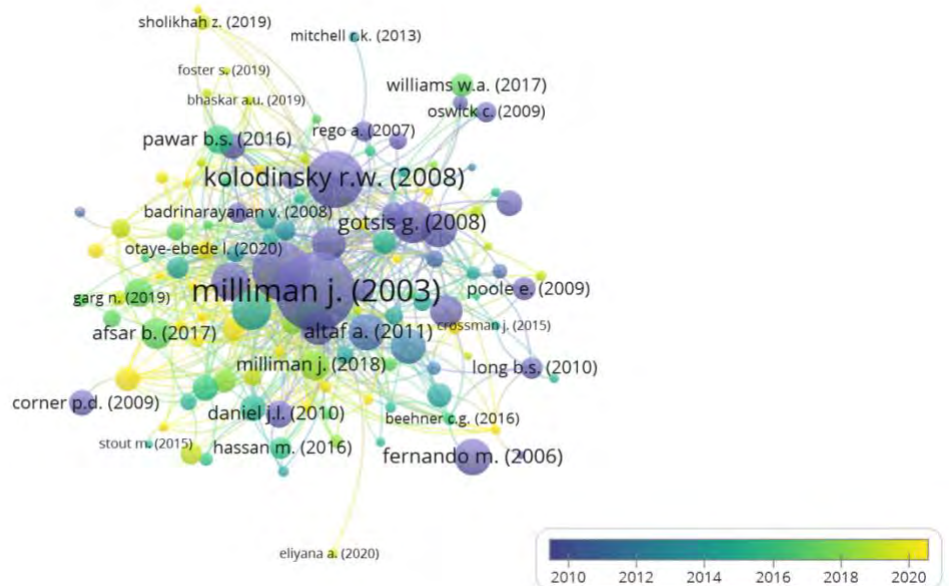 sholikhah z. (2019)
mitchell r.k. (2013)
foster s. (2019)
williams w.a. (2017)
bhaskar a.u. (2019)
oswick c. (2009)
pawar b.s. (2016)
rego a. (2007)
kolodinsky r.w. (2008)
badrinarayanan v. (2008)
gotsis g. (2008)
otaye-ebede l. (2020)
milliman j. (2003)
poole e. (2009)
garg n. (2019)
afsar b. (2017)
altaf a. (2011)
crossman j. (2015)
milliman j. (2018)
long b.s. (2010)
corner p.d. (2009)
daniel j.l. (2010)
beehner c.g. (2016)
stout m. (2015)
hassan m. (2016)
fernando m. (2006)
eliyana a. (2020)
2010 2012 2014 2016 2018 2020